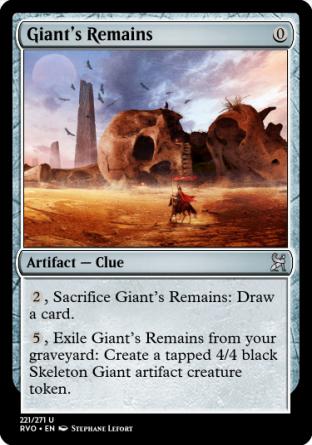 Giant's Remains 0
Artifact — Clue
2, Sacrifice Giant's Remains: Draw
a card.
5, Exile Giant's Remains from your
graveyard: Create a tapped 4/4 black
Skeleton Giant artifact creature
token.
221/271 U
RVO • EN Stephane Lefort